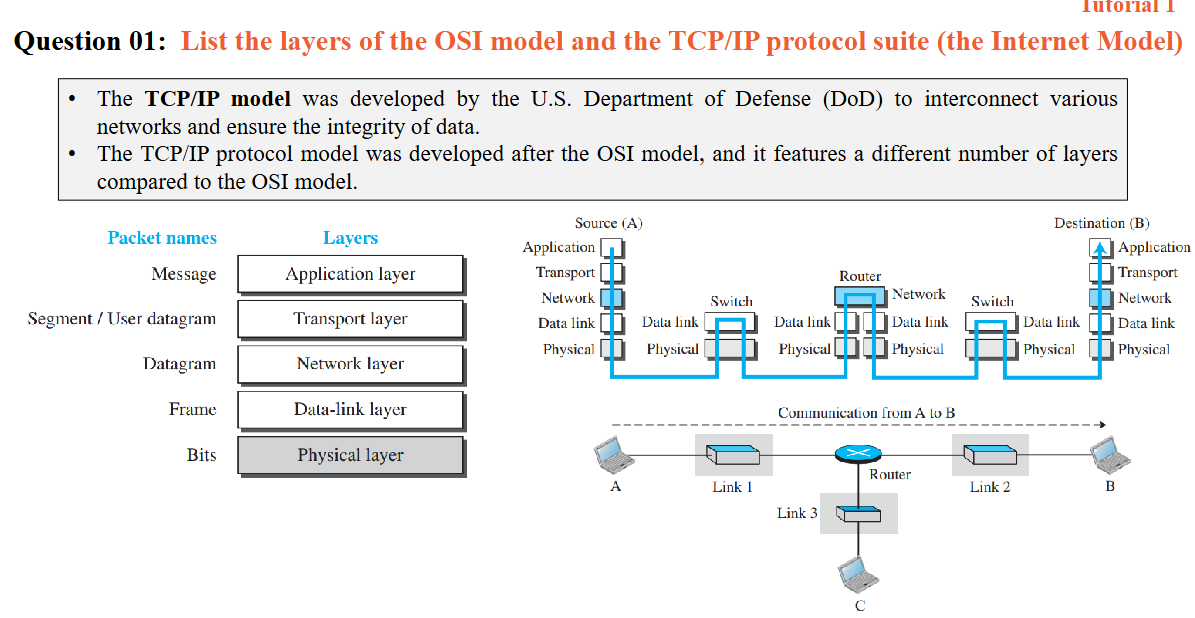 Tutorial 1
Question 01: List the layers of the OSI model and the TCP/IP protocol suite (the Internet Model)
• The TCP/IP model was developed by the U.S. Department of Defense (DoD) to interconnect various
networks and ensure the integrity of data.
• The TCP/IP protocol model was developed after the OSI model, and it features a different number of layers
compared to the OSI model.
Packet names Layers
Message Application layer
Segment / User datagram Transport layer
Datagram Network layer
Frame Data-link layer
Bits Physical layer
Source (A) Destination (B)
Application Application
Transport Router Transport
Network Switch Network Switch Network
Data link Data link Data link Data link Data link Data link
Physical Physical Physical Physical Physical Physical
Communication from A to B
Router
A Link 1 Link 2 B
Link 3
C